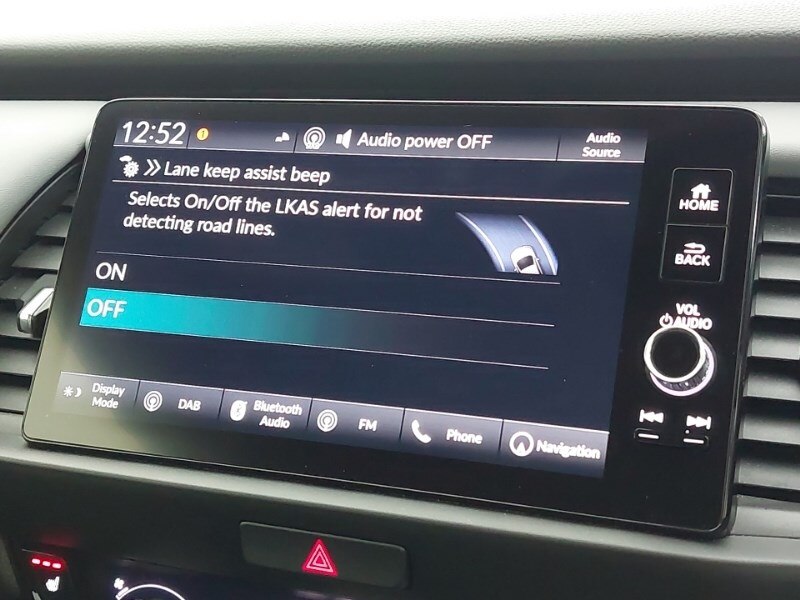 12:52
1
Audio power OFF
Audio
Source
Lane keep assist beep
Selects On/Off the LKAS alert for not
detecting road lines.
ON
OFF
Display
Mode
DAB
Bluetooth
Audio
FM
Phone
Navigation
HOME
BACK
VOL
AUDIO